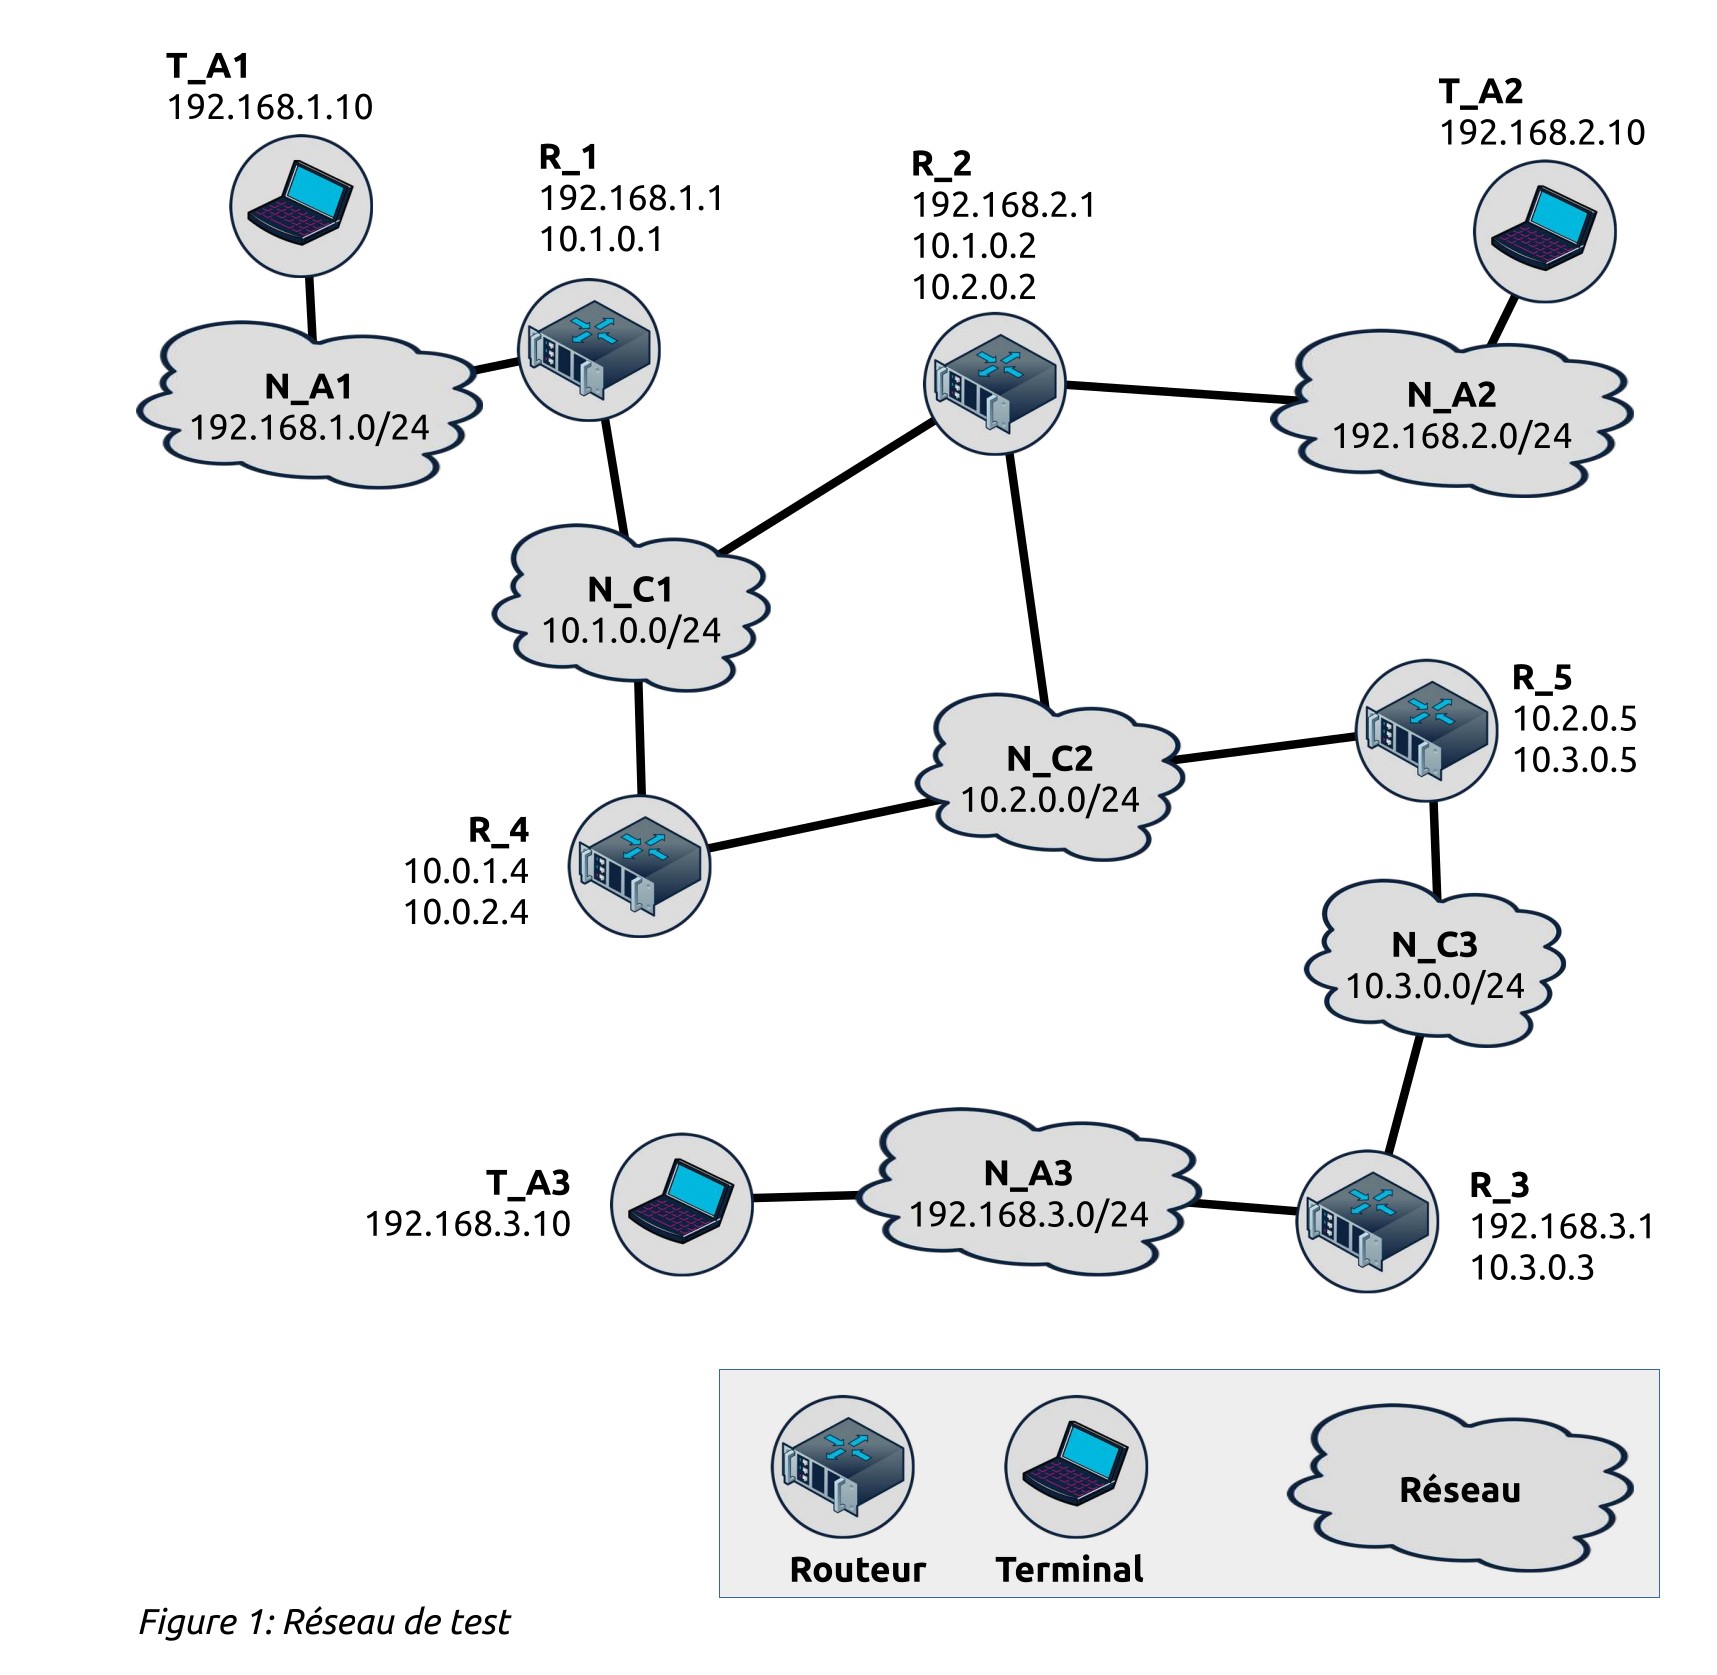 T_A1
192.168.1.10
T_A2
192.168.2.10
R_1
192.168.1.1
10.1.0.1
R_2
192.168.2.1
10.1.0.2
10.2.0.2
N_A1
192.168.1.0/24
N_A2
192.168.2.0/24
N_C1
10.1.0.0/24
R_5
10.2.0.5
10.3.0.5
N_C2
10.2.0.0/24
R_4
10.0.1.4
10.0.2.4
N_C3
10.3.0.0/24
T_A3
192.168.3.10
N_A3
192.168.3.0/24
R_3
192.168.3.1
10.3.0.3
Réseau
Routeur
Terminal
Figure 1: Réseau de test